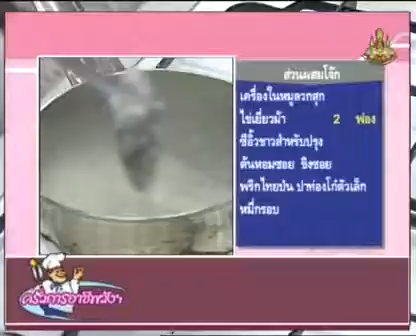 ส่วนผสมโจ๊ก
เครื่องในหมูลวกสุก
ไข่เยี่ยวม้า 2 ฟอง
ซีอิ๊วขาวสำหรับปรุง
ต้นหอมซอย ขิงซอย
พริกไทยป่น ปาท่องโก๋ตัวเล็ก
หมี่กรอบ
ครัวการอาชีพวังฯ